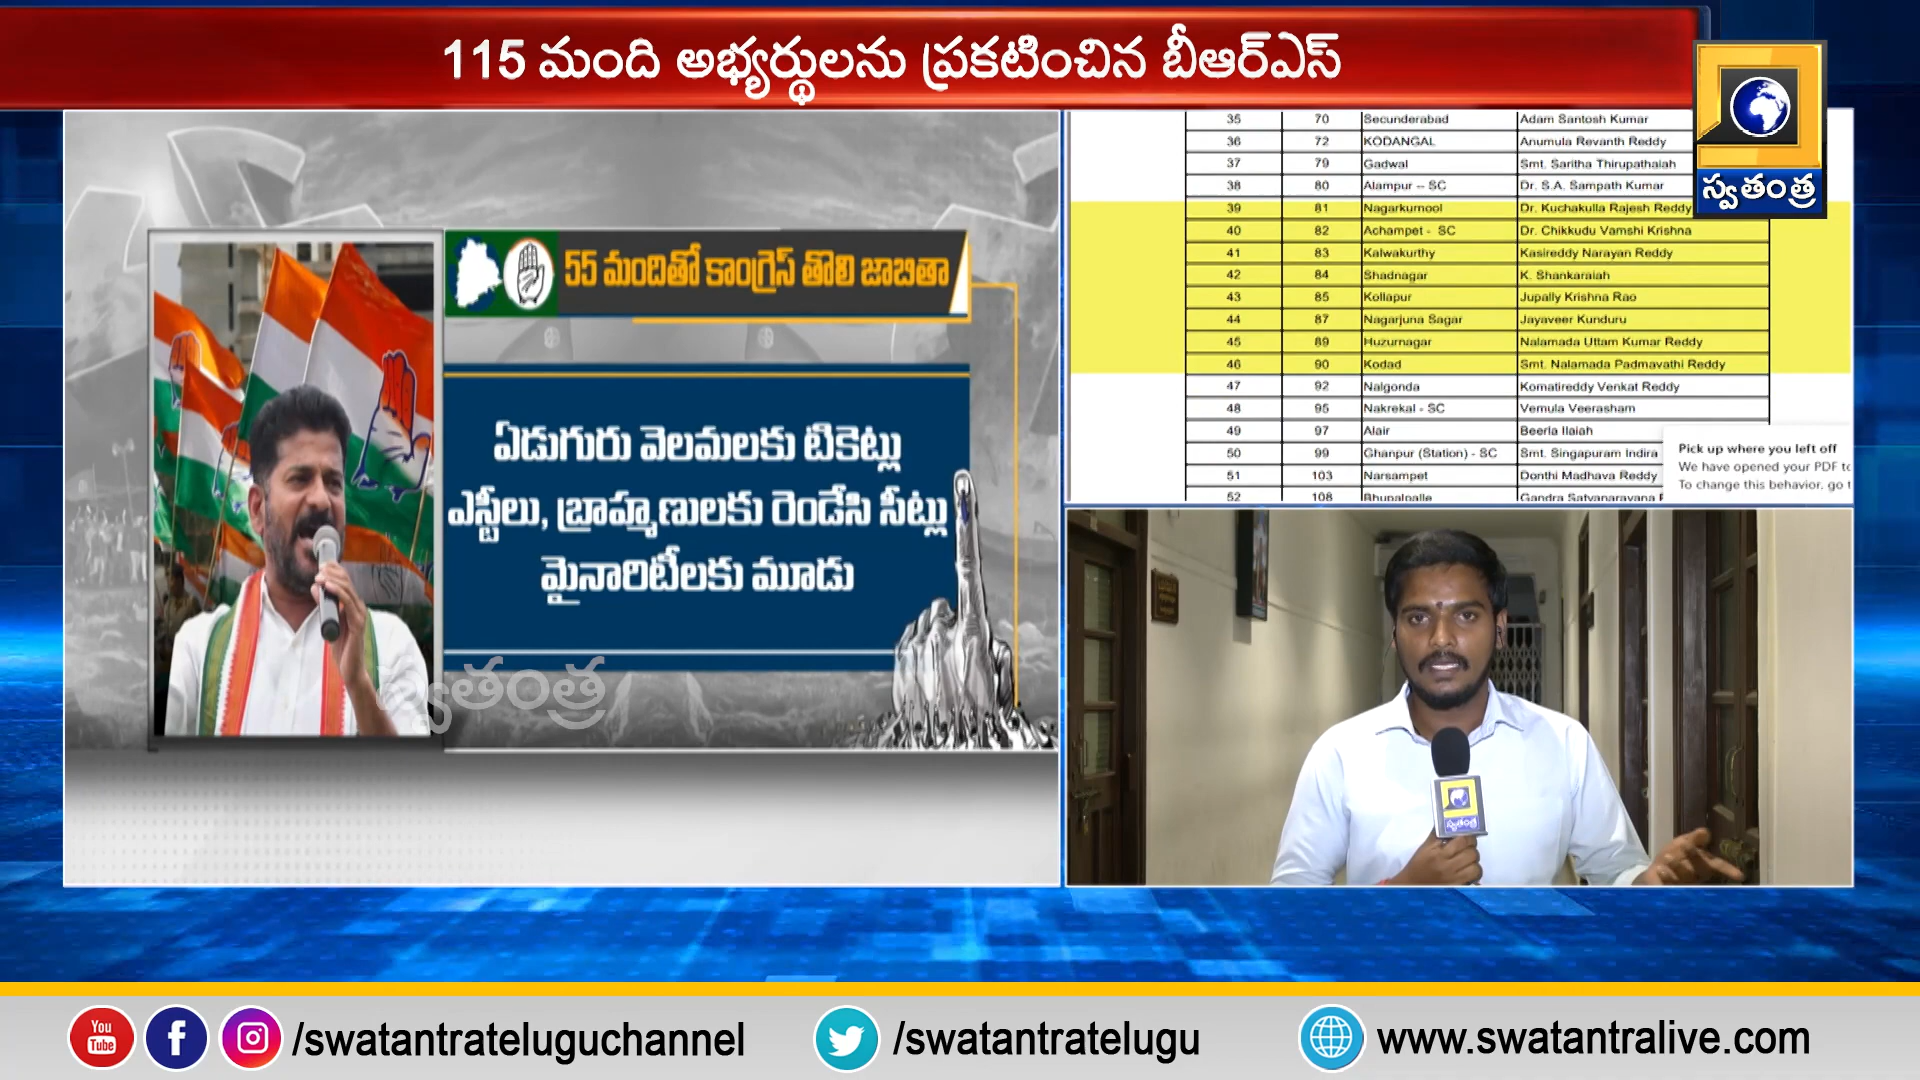 115 మంది అభ్యర్థులను ప్రకటించిన బీఆర్ఎస్
స్వతంత్ర
55 మందితో కాంగ్రెస్ తొలి జాబితా
ఏడుగురు వెలమలకు టికెట్లు
ఎస్టీలు, బ్రాహ్మణులకు రెండేసి సీట్లు
మైనారిటీలకు మూడు
స్వతంత్ర
35 70 Secunderabad Adam Santosh Kumar
36 72 KODANGAL Anumula Revanth Reddy
37 79 Gadwal Smt. Saritha Thirupathaiah
38 80 Alampur -- SC Dr. S.A. Sampath Kumar
39 81 Nagarkurnool Dr. Kuchakulla Rajesh Reddy
40 82 Achampet - SC Dr. Chikkudu Vamshi Krishna
41 83 Kalwakurthy Kasireddy Narayan Reddy
42 84 Shadnagar K. Shankaraiah
43 85 Kollapur Jupally Krishna Rao
44 87 Nagarjuna Sagar Jayaveer Kunduru
45 89 Huzurnagar Nalamada Uttam Kumar Reddy
46 90 Kodad Smt. Nalamada Padmavathi Reddy
47 92 Nalgonda Komatireddy Venkat Reddy
48 95 Nakrekal - SC Vemula Veerasham
49 97 Alair Beerla Ilaiah
50 99 Ghanpur (Station) - SC Smt. Singapuram Indira
51 103 Narsampet Donthi Madhava Reddy
52 108 Bhupalpalle Gandra Satyanarayana
Pick up where you left off
We have opened your PDF to
To change this behavior, go t
స్వతంత్ర
You Tube
/swatantrateluguchannel
/swatantratelugu
www.swatantralive.com